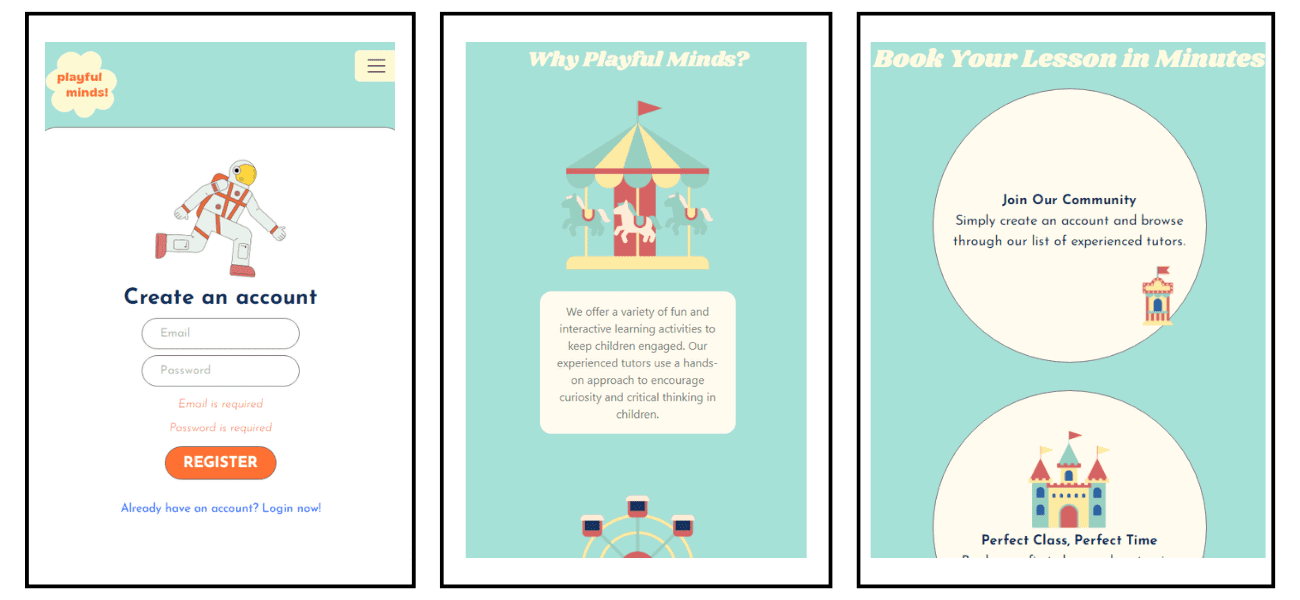 playful
minds!
Create an account
Email
Password
Email is required
Password is required
REGISTER
Already have an account? Login now!
Why Playful Minds?
We offer a variety of fun and
interactive learning activities to
keep children engaged. Our
experienced tutors use a hands-
on approach to encourage
curiosity and critical thinking in
children.
Book Your Lesson in Minutes
Join Our Community
Simply create an account and browse
through our list of experienced tutors.
Perfect Class, Perfect Time